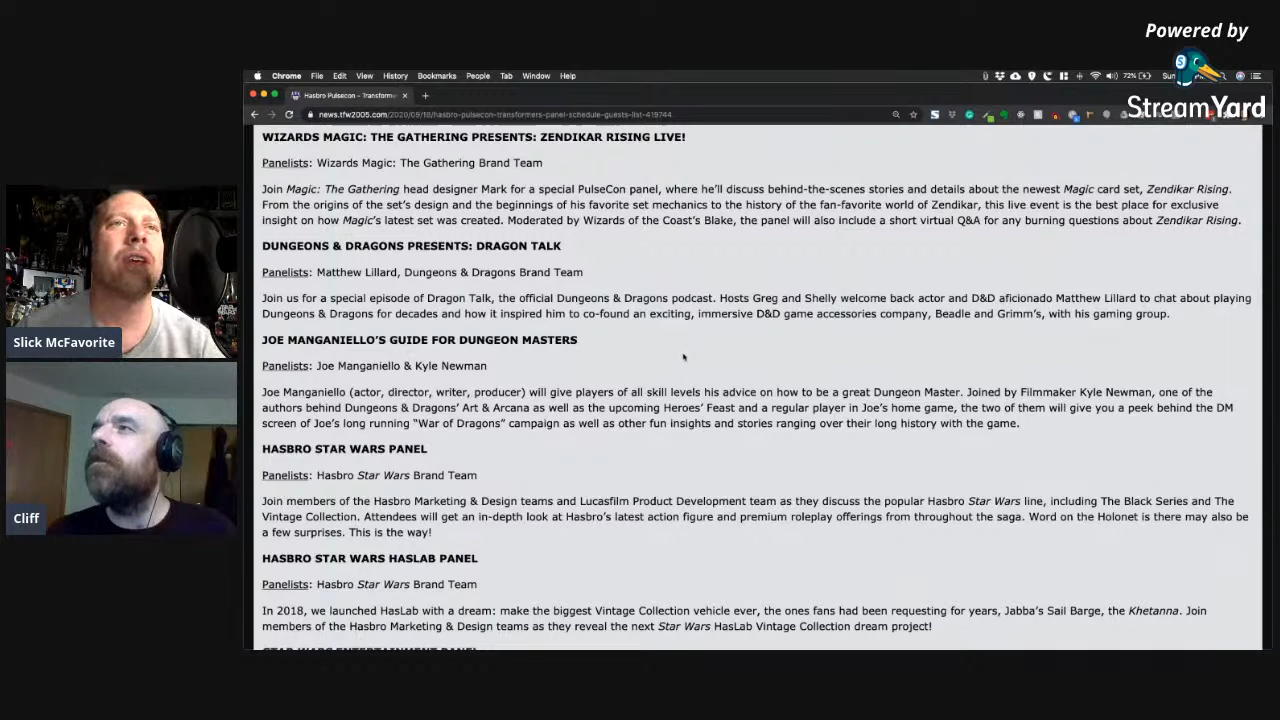 Powered by
StreamYard
Chrome File Edit View History Bookmarks People Tab Window Help
72%
Hasbro Pulsecon – Transforme
news.tfw2005.com/2020/09/18/hasbro-pulsecon-transformers-panel-schedule-guests-list-419744
WIZARDS MAGIC: THE GATHERING PRESENTS: ZENDIKAR RISING LIVE!
Panelists: Wizards Magic: The Gathering Brand Team
Join Magic: The Gathering head designer Mark for a special PulseCon panel, where he'll discuss behind-the-scenes stories and details about the newest Magic card set, Zendikar Rising.
From the origins of the set's design and the beginnings of his favorite set mechanics to the history of the fan-favorite world of Zendikar, this live event is the best place for exclusive
insight on how Magic's latest set was created. Moderated by Wizards of the Coast's Blake, the panel will also include a short virtual Q&A for any burning questions about Zendikar Rising.
DUNGEONS & DRAGONS PRESENTS: DRAGON TALK
Panelists: Matthew Lillard, Dungeons & Dragons Brand Team
Join us for a special episode of Dragon Talk, the official Dungeons & Dragons podcast. Hosts Greg and Shelly welcome back actor and D&D aficionado Matthew Lillard to chat about playing
Dungeons & Dragons for decades and how it inspired him to co-found an exciting, immersive D&D game accessories company, Beadle and Grimm's, with his gaming group.
JOE MANGANIELLO'S GUIDE FOR DUNGEON MASTERS
Panelists: Joe Manganiello & Kyle Newman
Joe Manganiello (actor, director, writer, producer) will give players of all skill levels his advice on how to be a great Dungeon Master. Joined by Filmmaker Kyle Newman, one of the
authors behind Dungeons & Dragons' Art & Arcana as well as the upcoming Heroes' Feast and a regular player in Joe's home game, the two of them will give you a peek behind the DM
screen of Joe's long running "War of Dragons" campaign as well as other fun insights and stories ranging over their long history with the game.
HASBRO STAR WARS PANEL
Panelists: Hasbro Star Wars Brand Team
Join members of the Hasbro Marketing & Design teams and Lucasfilm Product Development team as they discuss the popular Hasbro Star Wars line, including The Black Series and The
Vintage Collection. Attendees will get an in-depth look at Hasbro's latest action figure and premium roleplay offerings from throughout the saga. Word on the Holonet is there may also be
a few surprises. This is the way!
HASBRO STAR WARS HASLAB PANEL
Panelists: Hasbro Star Wars Brand Team
In 2018, we launched HasLab with a dream: make the biggest Vintage Collection vehicle ever, the ones fans had been requesting for years, Jabba's Sail Barge, the Khetanna. Join
members of the Hasbro Marketing & Design teams as they reveal the next Star Wars HasLab Vintage Collection dream project!
STAR WARS ENTERTAINMENT PANEL
Slick McFavorite
Cliff